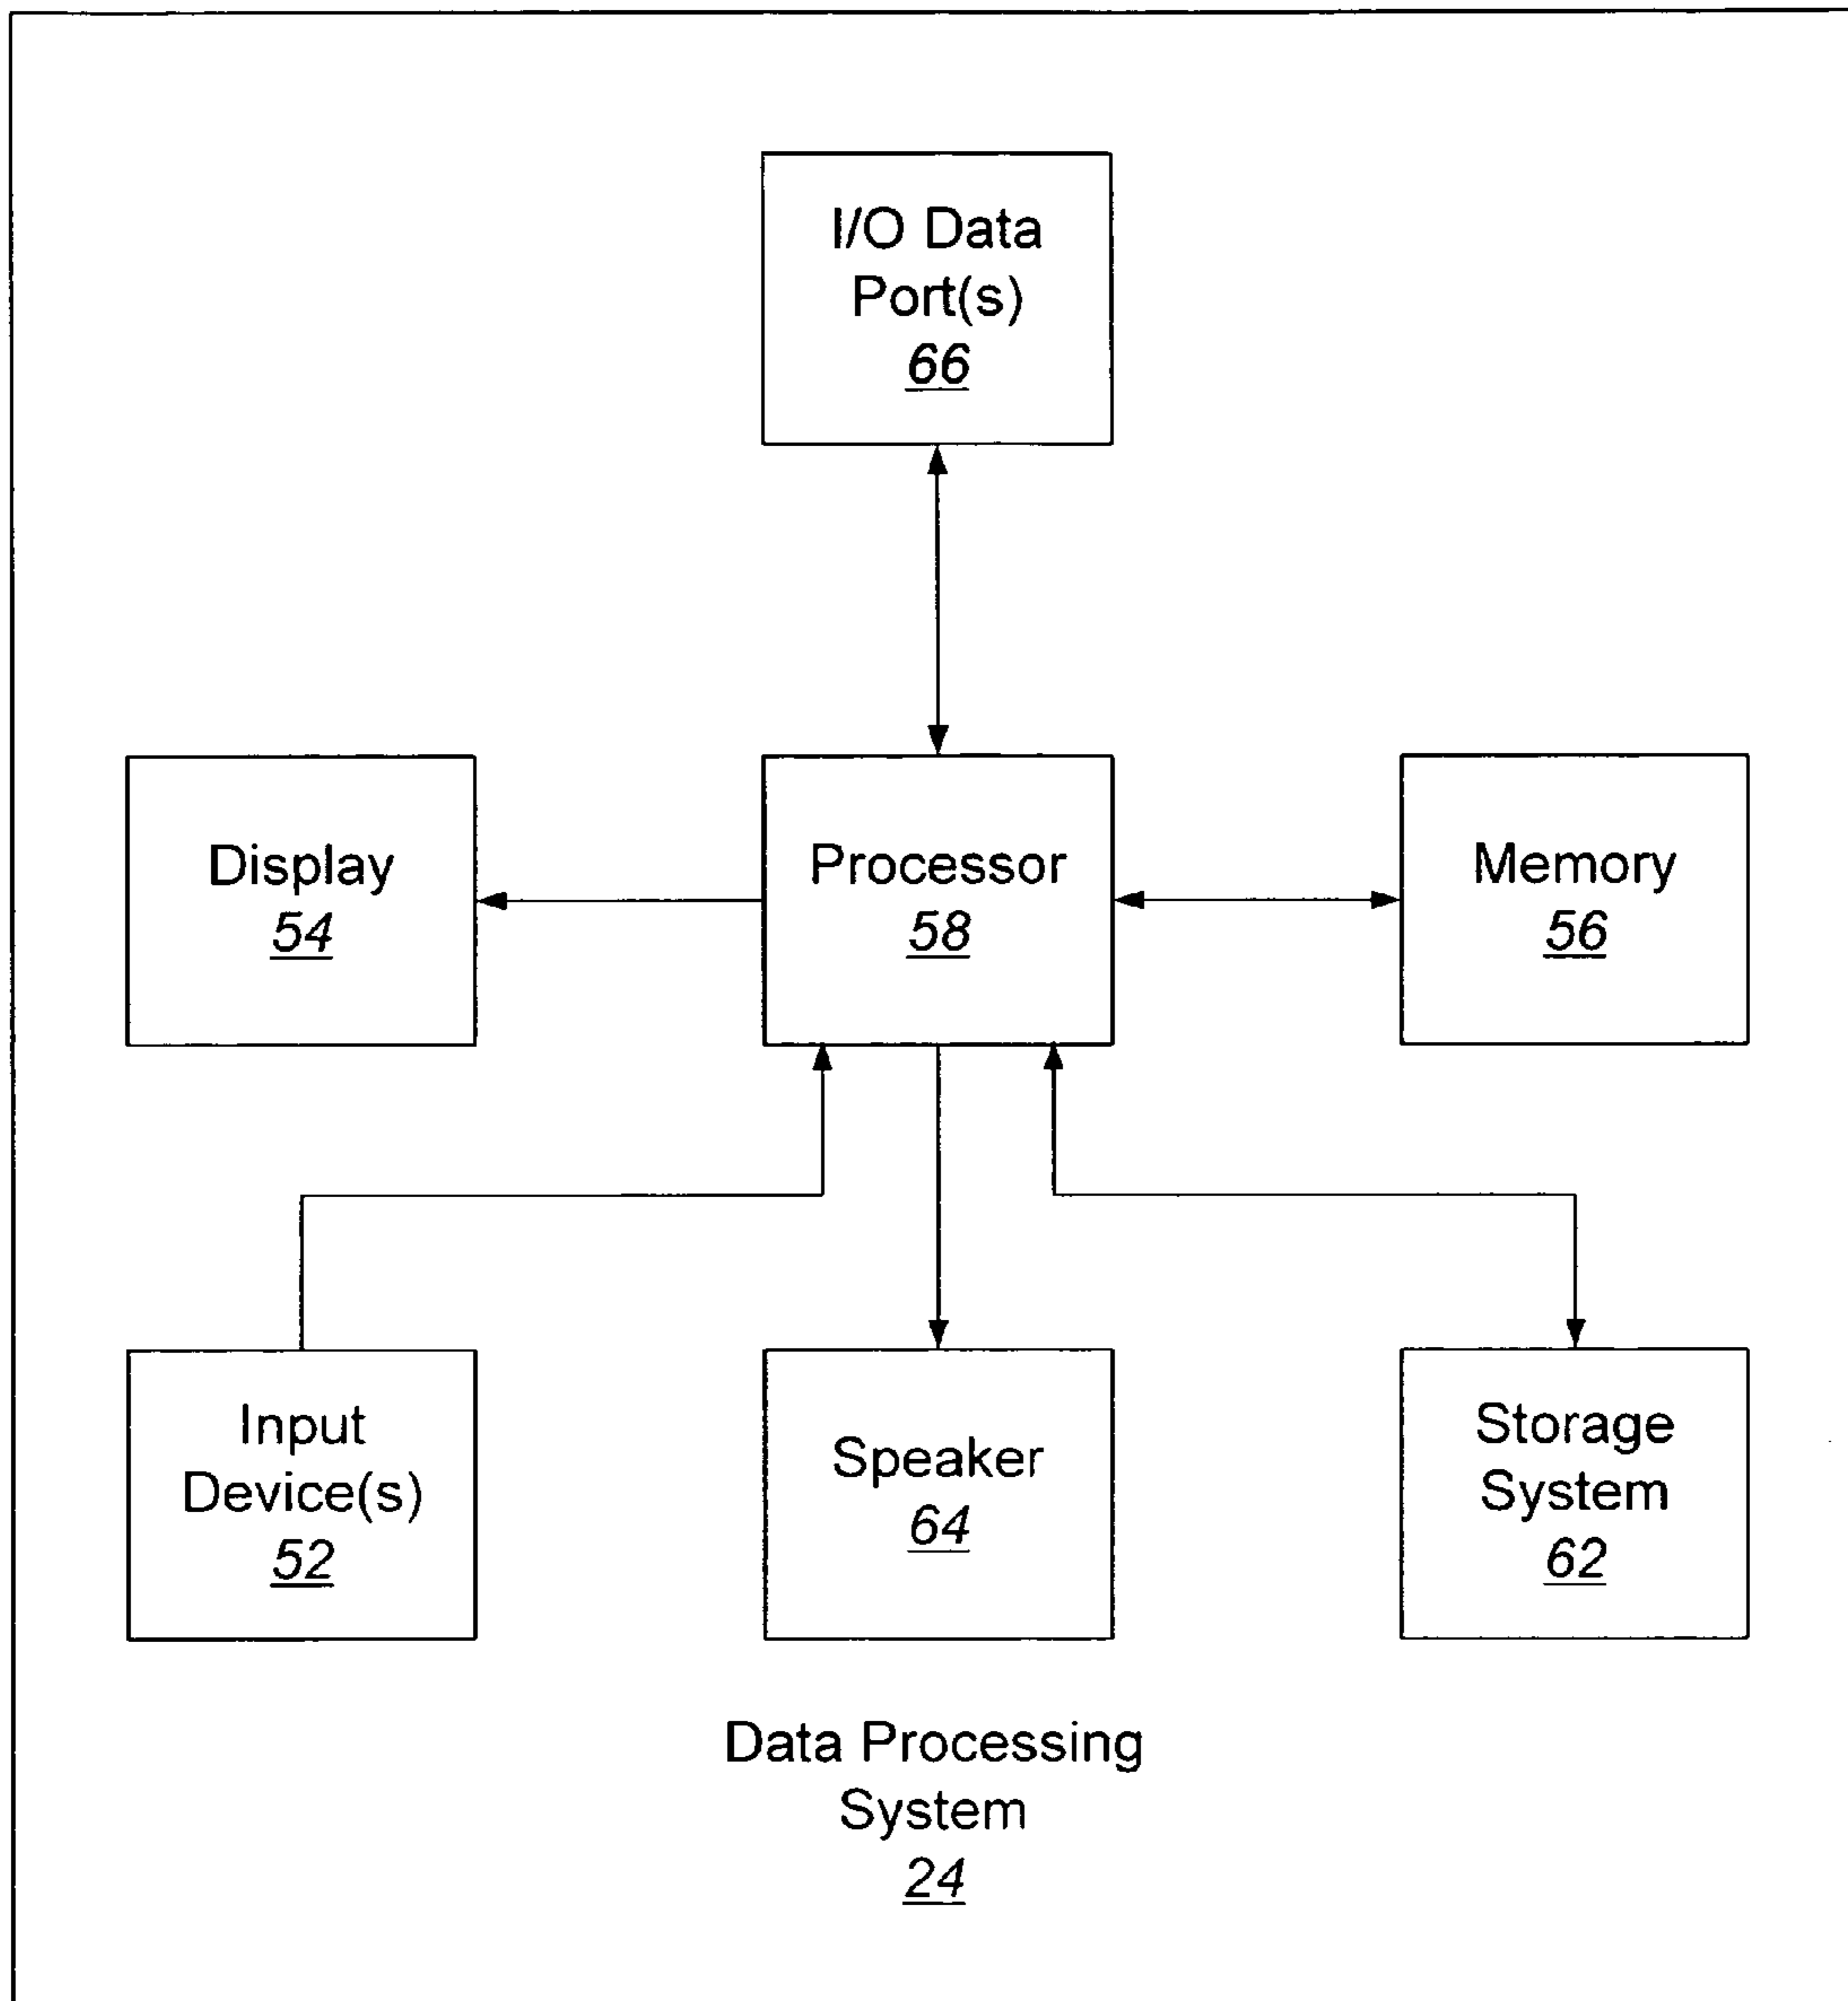 I/O Data
Port(s)
66
Display
54
Processor
58
Memory
56
Input
Device(s)
52
Speaker
64
Storage
System
62
Data Processing
System
24